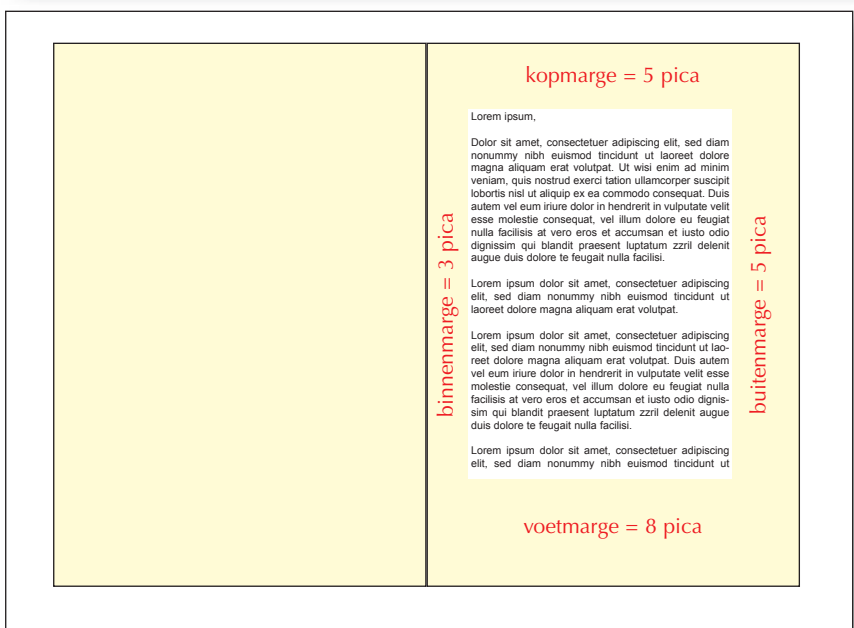 kopmarge = 5 pica
binnenmarge = 3 pica
Lorem ipsum,
Dolor sit amet, consectetuer adipiscing elit, sed diam
nonummy nibh euismod tincidunt ut laoreet dolore
magna aliquam erat volutpat. Ut wisi enim ad minim
veniam, quis nostrud exerci tation ullamcorper suscipit
lobortis nisl ut aliquip ex ea commodo consequat. Duis
autem vel eum iriure dolor in hendrerit in vulputate velit
esse molestie consequat, vel illum dolore eu feugiat
nulla facilisis at vero eros et accumsan et iusto odio
dignissim qui blandit praesent luptatum zzril delenit
augue duis dolore te feugait nulla facilisi.
Lorem ipsum dolor sit amet, consectetuer adipiscing
elit, sed diam nonummy nibh euismod tincidunt ut
laoreet dolore magna aliquam erat volutpat.
Lorem ipsum dolor sit amet, consectetuer adipiscing
elit, sed diam nonummy nibh euismod tincidunt ut lao-
reet dolore magna aliquam erat volutpat. Duis autem
vel eum iriure dolor in hendrerit in vulputate velit esse
molestie consequat, vel illum dolore eu feugiat nulla
facilisis at vero eros et accumsan et iusto odio dignis-
sim qui blandit praesent luptatum zzril delenit augue
duis dolore te feugait nulla facilisi.
Lorem ipsum dolor sit amet, consectetuer adipiscing
elit, sed diam nonummy nibh euismod tincidunt ut
buitenmarge = 5 pica
voetmarge = 8 pica